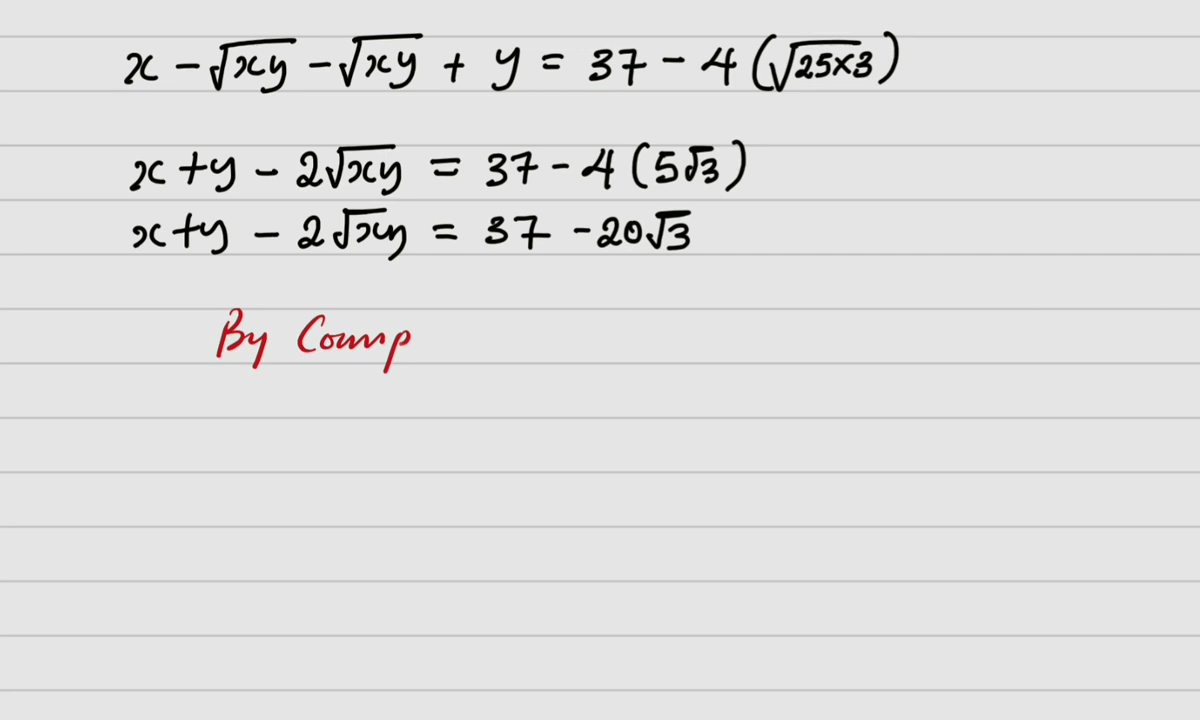 x - √xy - √xy + y = 37 - 4(√25×3)
x + y - 2√xy = 37 - 4(5√3)
x + y - 2√xy = 37 - 20√3
By Comp